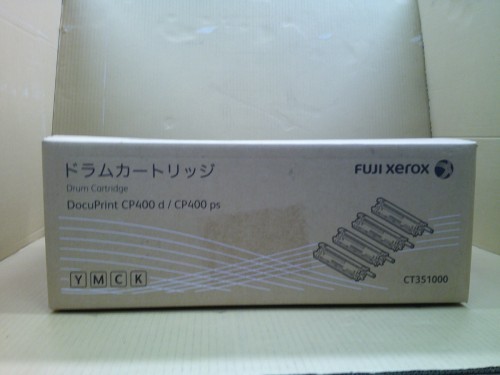 ドラムカートリッジ
FUJI xerox
Drum Cartridge
DocuPrint CP400 d / CP400 ps
Y M C K
CT351000